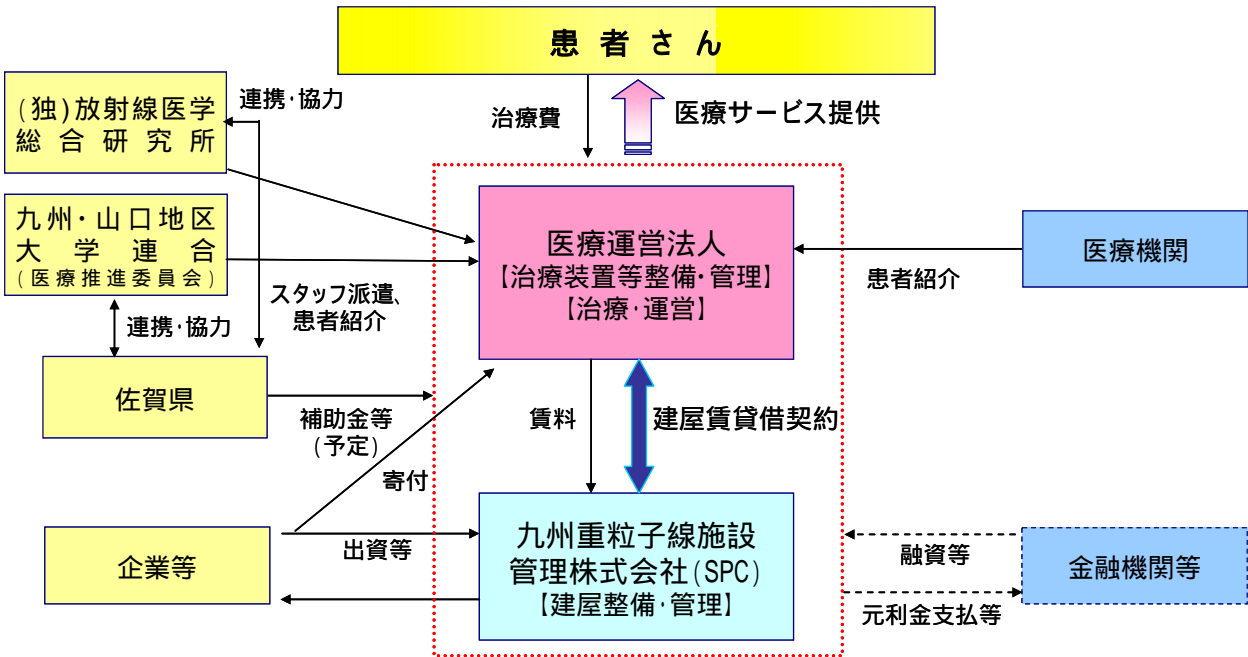 患者さん
(独)放射線医学
総合研究所
連携・協力
治療費
医療サービス提供
九州・山口地区
大学連合
(医療推進委員会)
医療運営法人
【治療装置等整備・管理】
【治療・運営】
医療機関
患者紹介
スタッフ派遣、
患者紹介
連携・協力
佐賀県
補助金等
(予定)
寄付
賃料
建屋賃貸借契約
企業等
出資等
九州重粒子線施設
管理株式会社(SPC)
【建屋整備・管理】
融資等
金融機関等
元利金支払等